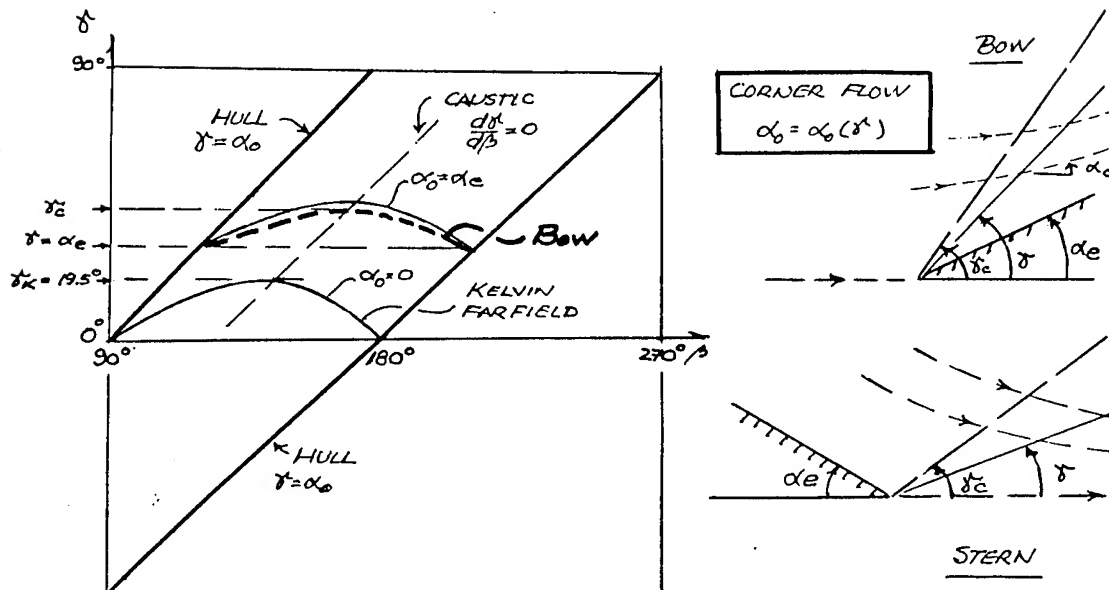 γ
90°
HULL
γ = α₀
CAUSTIC
dγ/dβ = 0
α₀ = αe
γc
γ = αe
BOW
γK = 19.5°
α₀ = 0
KELVIN
FARFIELD
0°
90°
180°
270°
β
HULL
γ = α₀
CORNER FLOW
α₀ = α₀(γ)
BOW
α₀
γc
γ
αe
αe
γc
γ
STERN